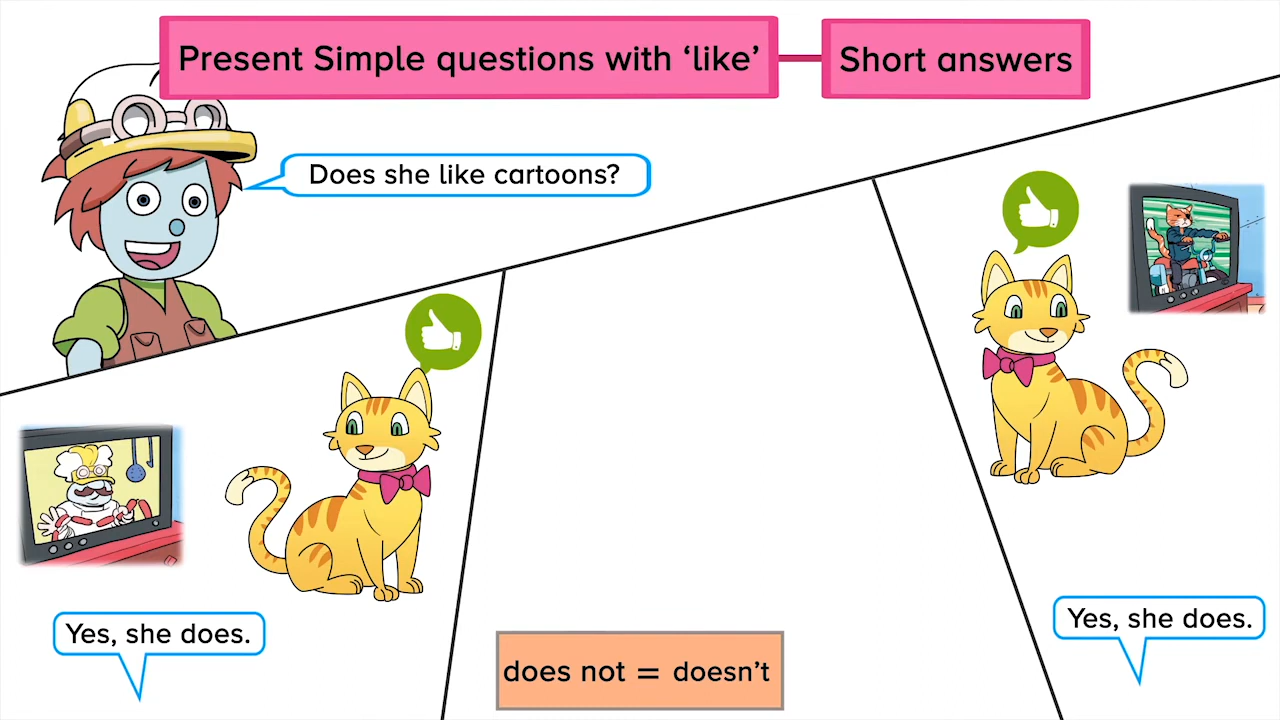 Present Simple questions with ‘like’
Short answers
Does she like cartoons?
Yes, she does.
does not = doesn’t
Yes, she does.